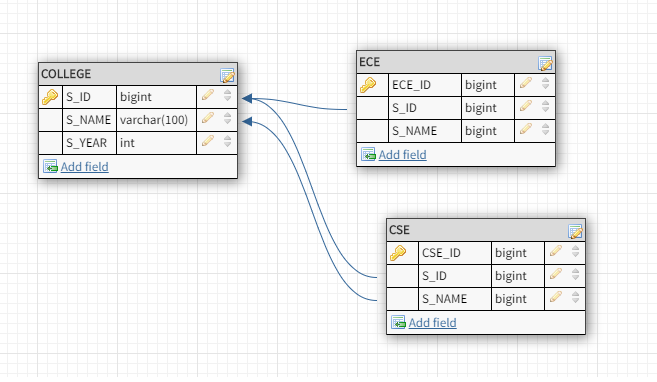 COLLEGE
S_ID bigint
S_NAME varchar(100)
S_YEAR int
Add field
ECE
ECE_ID bigint
S_ID bigint
S_NAME bigint
Add field
CSE
CSE_ID bigint
S_ID bigint
S_NAME bigint
Add field